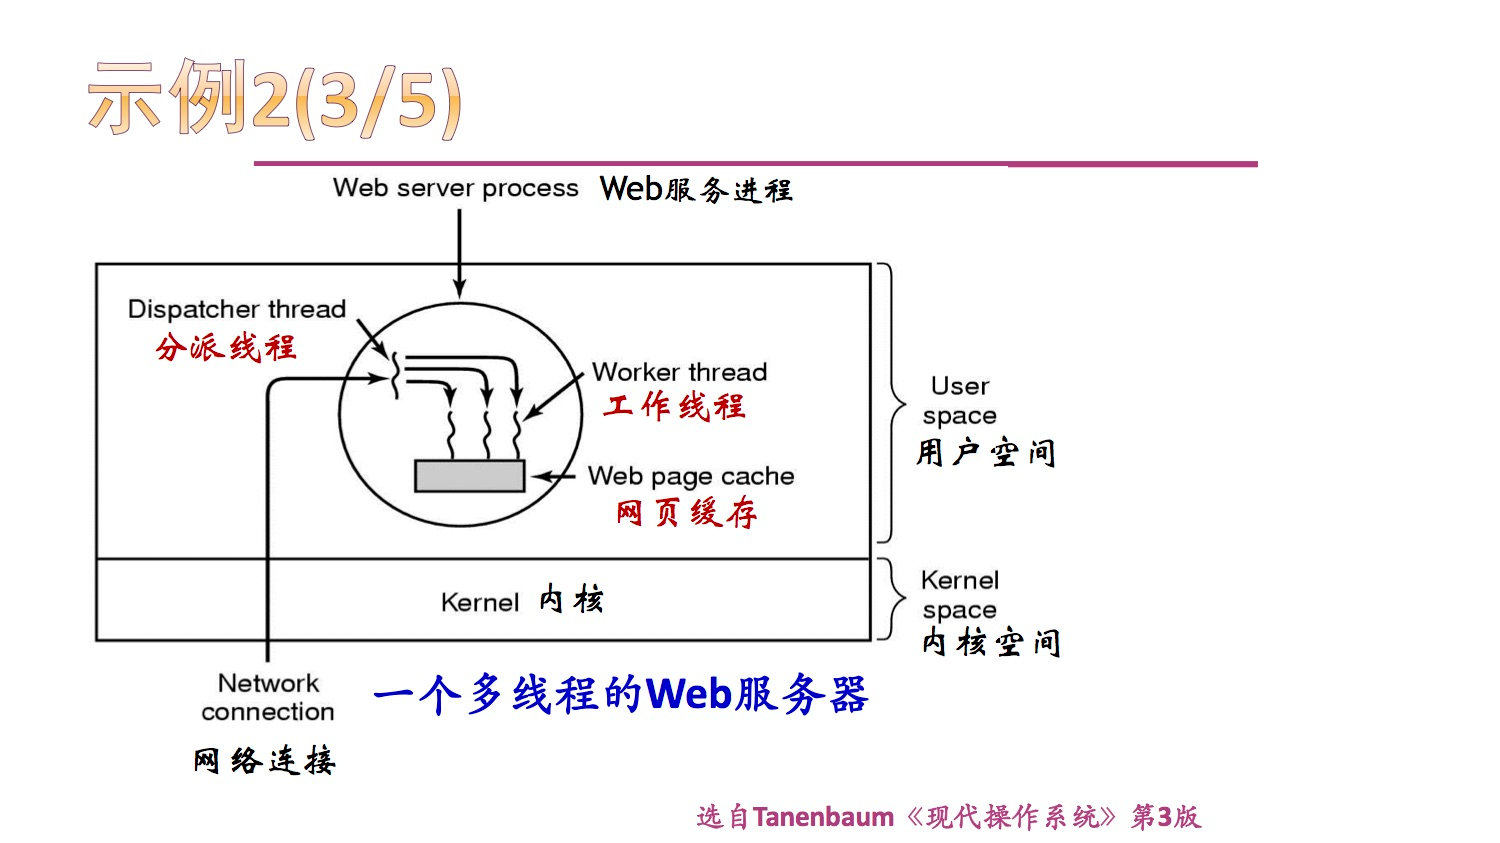 示例2(3/5)
Web server process Web服务进程
Dispatcher thread
分派线程
Worker thread
工作线程
Web page cache
网页缓存
User
space
用户空间
Kernel 内核
Kernel
space
内核空间
Network
connection
网络连接
一个多线程的Web服务器
选自Tanenbaum《现代操作系统》第3版